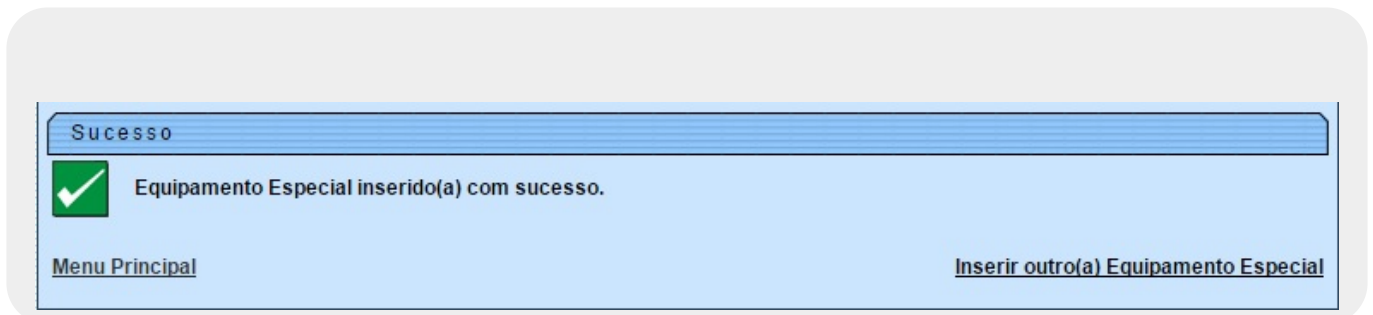 Sucesso
Equipamento Especial inserido(a) com sucesso.
Menu Principal
Inserir outro(a) Equipamento Especial